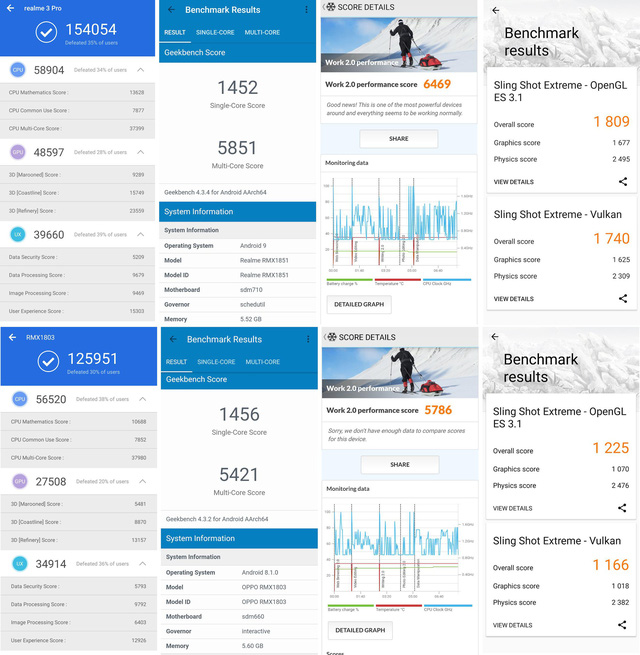 realme 3 Pro
154054
Defeated 35% of users
CPU 58904 Defeated 34% of users
CPU Mathematics Score : 13628
CPU Common Use Score : 7877
CPU Multi-Core Score : 37399
GPU 48597 Defeated 28% of users
3D [Marooned] Score : 9289
3D [Coastline] Score : 15749
3D [Refinery] Score : 23559
UX 39660 Defeated 39% of users
Data Security Score : 5209
Data Processing Score : 9679
Image Processing Score : 9469
User Experience Score : 15303
Benchmark Results
RESULT SINGLE-CORE MULTI-CORE
Geekbench Score
1452
Single-Core Score
5851
Multi-Core Score
Geekbench 4.3.4 for Android AArch64
System Information
System Information
Operating System Android 9
Model Realme RMX1851
Model ID Realme RMX1851
Motherboard sdm710
Governor schedutil
Memory 5.52 GB
SCORE DETAILS
Work 2.0 performance
Work 2.0 performance score 6469
Good news! This is one of the most powerful devices
around and everything seems to be working normally.
SHARE
Monitoring data
Battery charge % Temperature °C CPU Clock (GHz)
DETAILED GRAPH
Benchmark
results
Sling Shot Extreme - OpenGL
ES 3.1
Overall score 1 809
Graphics score 1 677
Physics score 2 495
VIEW DETAILS
Sling Shot Extreme - Vulkan
Overall score 1 740
Graphics score 1 625
Physics score 2 309
VIEW DETAILS
RMX1803
125951
Defeated 30% of users
CPU 56520 Defeated 38% of users
CPU Mathematics Score : 10688
CPU Common Use Score : 7852
CPU Multi-Core Score : 37980
GPU 27508 Defeated 20% of users
3D [Marooned] Score : 5481
3D [Coastline] Score : 8870
3D [Refinery] Score : 13157
UX 34914 Defeated 36% of users
Data Security Score : 5793
Data Processing Score : 9792
Image Processing Score : 6403
User Experience Score : 12926
Benchmark Results
RESULT SINGLE-CORE MULTI-CORE
Geekbench Score
1456
Single-Core Score
5421
Multi-Core Score
Geekbench 4.3.2 for Android AArch64
System Information
System Information
Operating System Android 8.1.0
Model OPPO RMX1803
Model ID OPPO RMX1803
Motherboard sdm660
Governor interactive
Memory 5.60 GB
SCORE DETAILS
Work 2.0 performance
Work 2.0 performance score 5786
Sorry, we don't have enough data to compare scores
for this device.
SHARE
Monitoring data
Battery charge % Temperature °C CPU Clock (GHz)
DETAILED GRAPH
Scores
Benchmark
results
Sling Shot Extreme - OpenGL
ES 3.1
Overall score 1 225
Graphics score 1 070
Physics score 2 476
VIEW DETAILS
Sling Shot Extreme - Vulkan
Overall score 1 166
Graphics score 1 018
Physics score 2 382
VIEW DETAILS